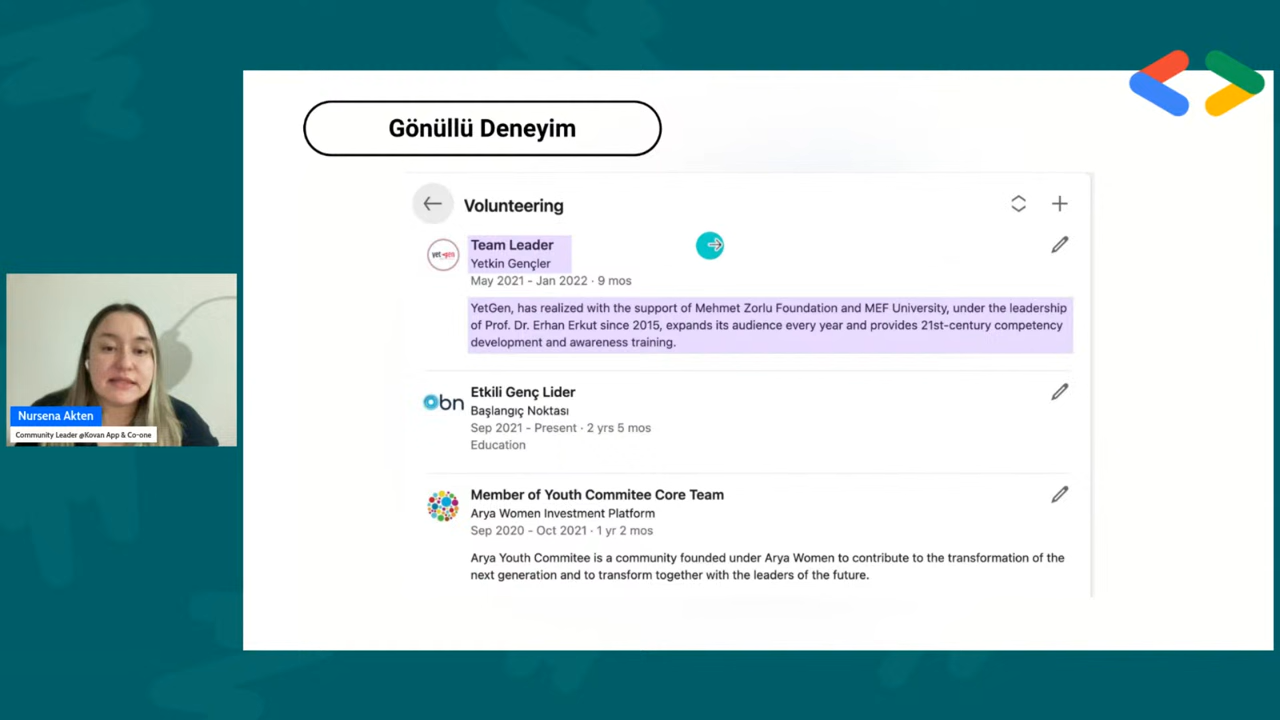 Gönüllü Deneyim
Volunteering
yet gen
Team Leader
Yetkin Gençler
May 2021 - Jan 2022 · 9 mos
YetGen, has realized with the support of Mehmet Zorlu Foundation and MEF University, under the leadership
of Prof. Dr. Erhan Erkut since 2015, expands its audience every year and provides 21st-century competency
development and awareness training.
bn
Etkili Genç Lider
Başlangıç Noktası
Sep 2021 - Present · 2 yrs 5 mos
Education
Member of Youth Commitee Core Team
Arya Women Investment Platform
Sep 2020 - Oct 2021 · 1 yr 2 mos
Arya Youth Commitee is a community founded under Arya Women to contribute to the transformation of the
next generation and to transform together with the leaders of the future.
Nursena Akten
Community Leader @Kovan App & Co-one